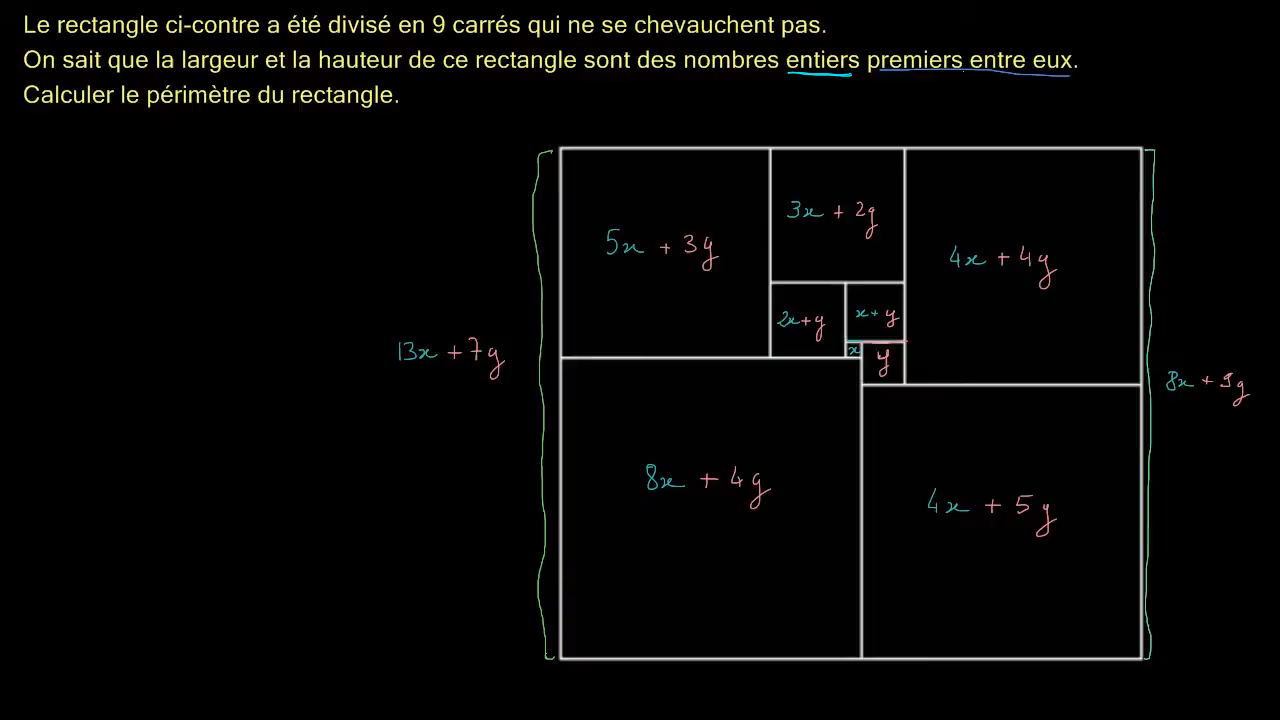 Le rectangle ci-contre a été divisé en 9 carrés qui ne se chevauchent pas.
On sait que la largeur et la hauteur de ce rectangle sont des nombres entiers premiers entre eux.
Calculer le périmètre du rectangle.
3x + 2y
5x + 3y
4x + 4y
2x+y
x+y
x
y
13x + 7y
8x + 9y
8x + 4y
4x + 5y